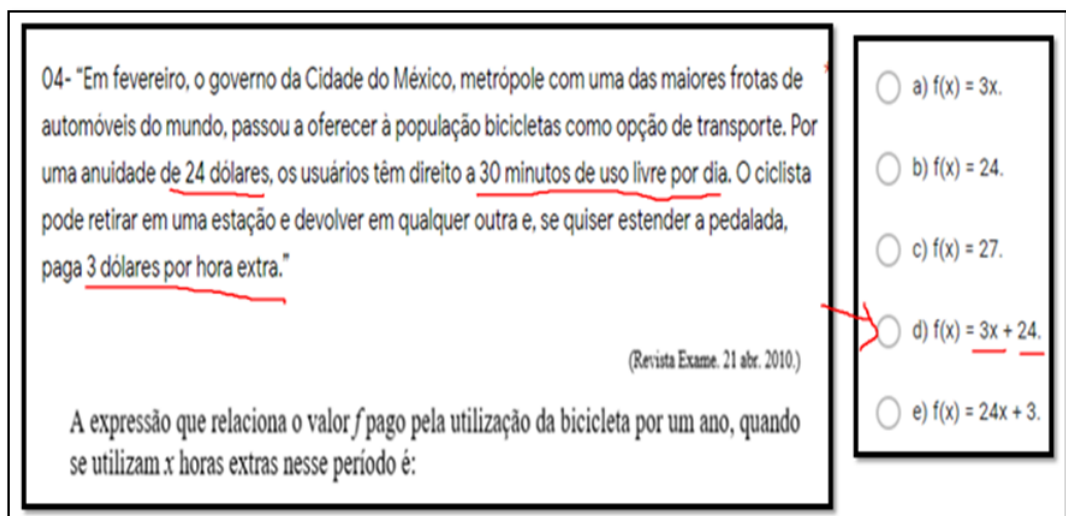 04- “Em fevereiro, o governo da Cidade do México, metrópole com uma das maiores frotas de *
automóveis do mundo, passou a oferecer à população bicicletas como opção de transporte. Por
uma anuidade de 24 dólares, os usuários têm direito a 30 minutos de uso livre por dia. O ciclista
pode retirar em uma estação e devolver em qualquer outra e, se quiser estender a pedalada,
paga 3 dólares por hora extra.”
(Revista Exame. 21 abr. 2010.)
A expressão que relaciona o valor f pago pela utilização da bicicleta por um ano, quando
se utilizam x horas extras nesse período é:
a) f(x) = 3x.
b) f(x) = 24.
c) f(x) = 27.
d) f(x) = 3x + 24.
e) f(x) = 24x + 3.